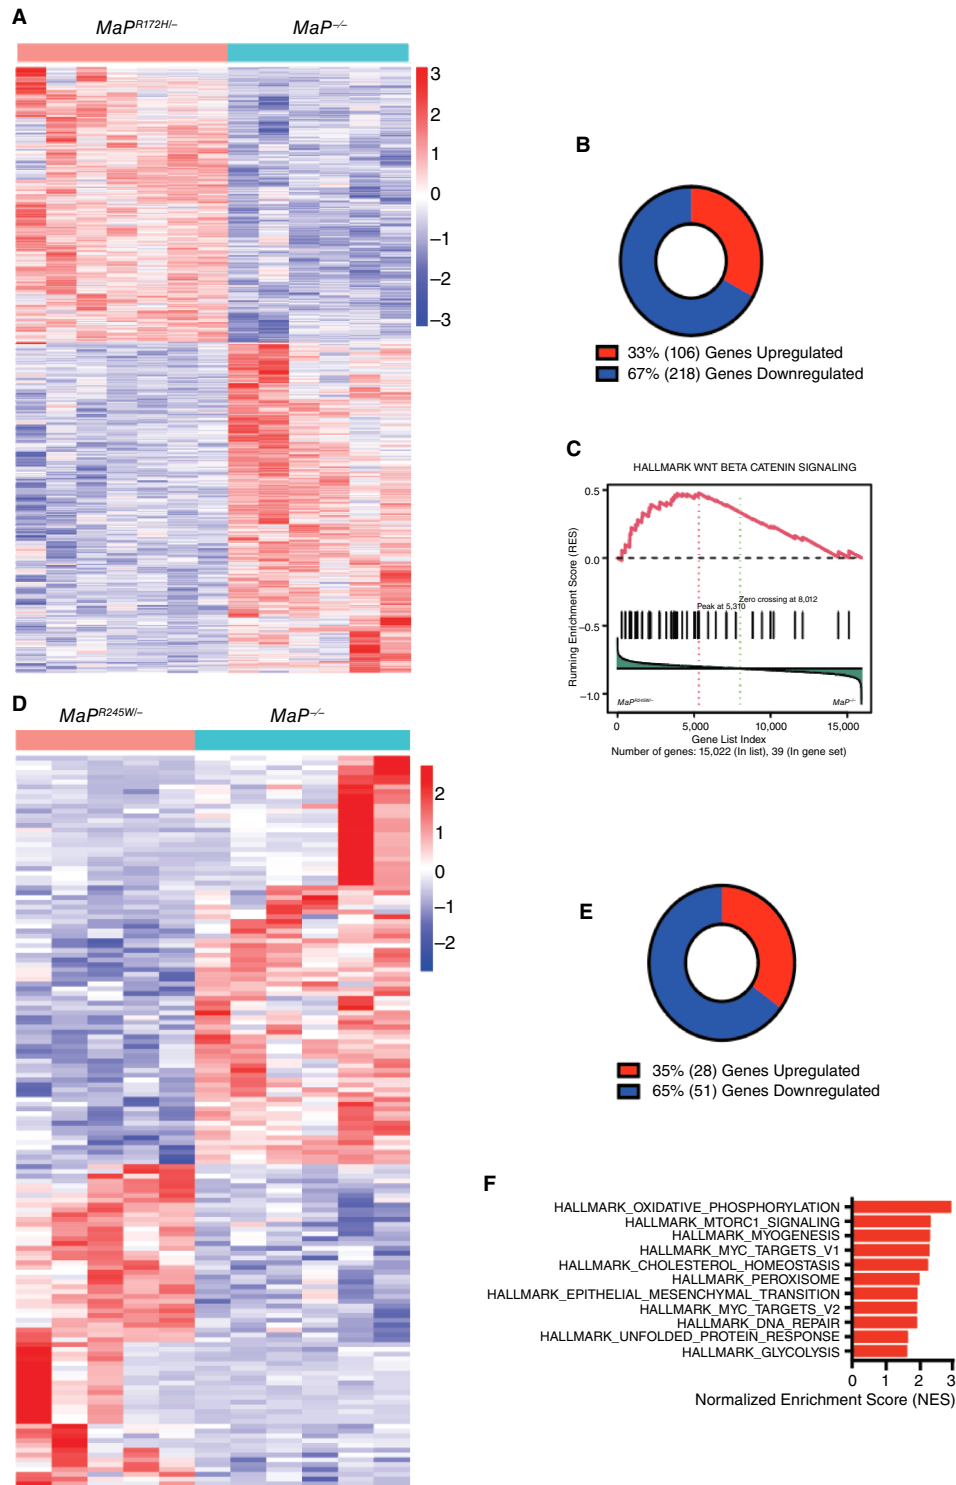 A
MaP^R172H/– MaP^–/–
3
2
1
0
–1
–2
–3
B
33% (106) Genes Upregulated
67% (218) Genes Downregulated
C
HALLMARK WNT BETA CATENIN SIGNALING
Running Enrichment Score (RES)
0.5
0.0
–0.5
–1.0
Peak at 5,310
Zero crossing at 8,012
MaP^–/–
0 5,000 10,000 15,000
Gene List Index
Number of genes: 15,022 (In list), 39 (In gene set)
D
MaP^R245W/– MaP^–/–
2
1
0
–1
–2
E
35% (28) Genes Upregulated
65% (51) Genes Downregulated
F
HALLMARK_OXIDATIVE_PHOSPHORYLATION
HALLMARK_MTORC1_SIGNALING
HALLMARK_MYOGENESIS
HALLMARK_MYC_TARGETS_V1
HALLMARK_CHOLESTEROL_HOMEOSTASIS
HALLMARK_PEROXISOME
HALLMARK_EPITHELIAL_MESENCHYMAL_TRANSITION
HALLMARK_MYC_TARGETS_V2
HALLMARK_DNA_REPAIR
HALLMARK_UNFOLDED_PROTEIN_RESPONSE
HALLMARK_GLYCOLYSIS
0 1 2 3
Normalized Enrichment Score (NES)